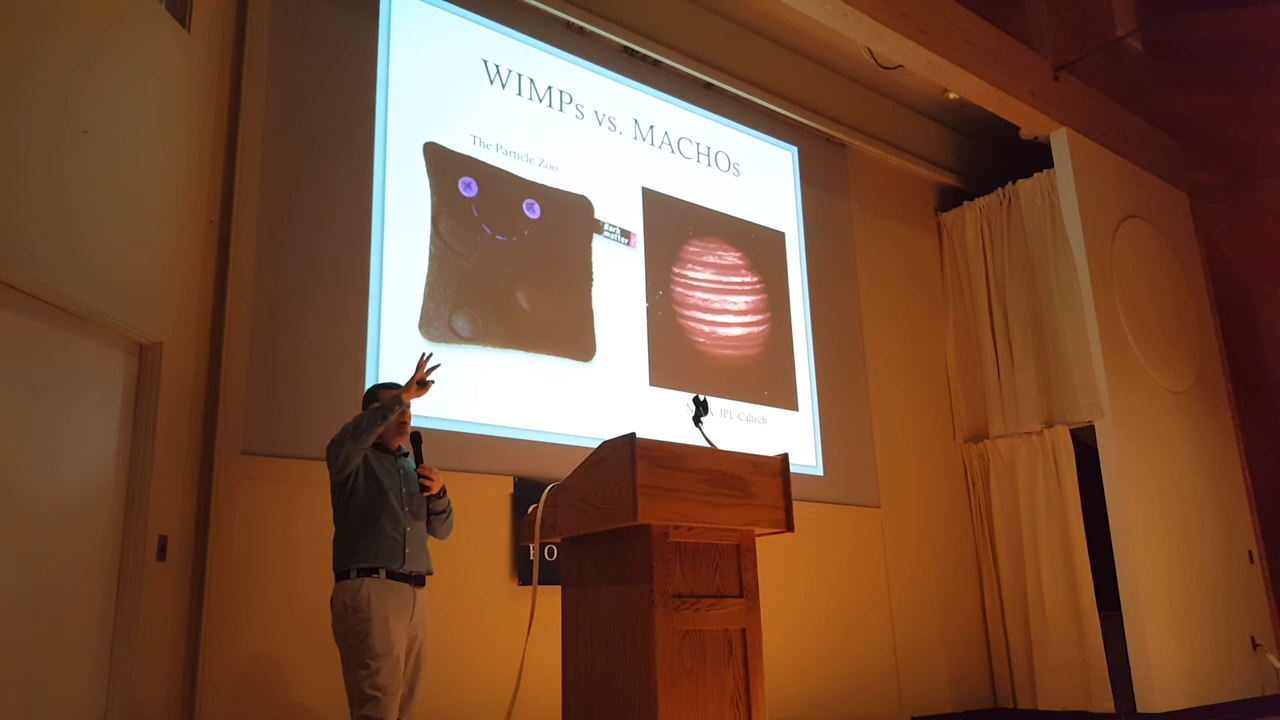 WIMPs vs. MACHOs
The Particle Zoo
dark
matter
JPL-Caltech